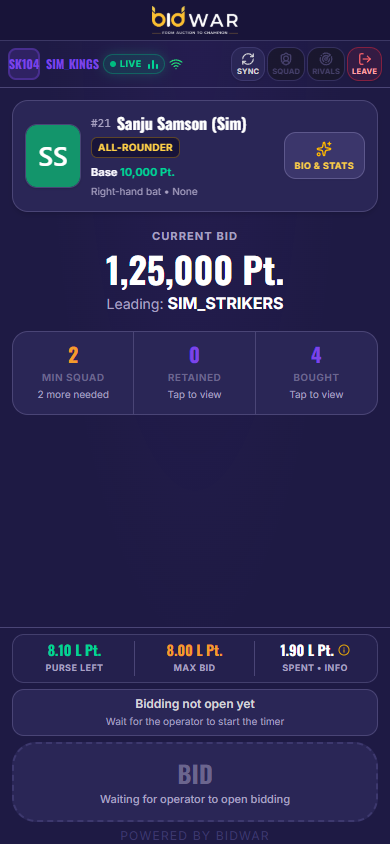 bid WAR
FROM AUCTION TO CHAMPION
SK104 SIM KINGS LIVE
SYNC SQUAD RIVALS LEAVE
SS
#21 Sanju Samson (Sim)
ALL-ROUNDER
Base 10,000 Pt.
Right-hand bat • None
BIO & STATS
CURRENT BID
1,25,000 Pt.
Leading: SIM_STRIKERS
2 0 4
MIN SQUAD RETAINED BOUGHT
2 more needed Tap to view Tap to view
8.10 L Pt. 8.00 L Pt. 1.90 L Pt.
PURSE LEFT MAX BID SPENT • INFO
Bidding not open yet
Wait for the operator to start the timer
BID
Waiting for operator to open bidding
POWERED BY BIDWAR